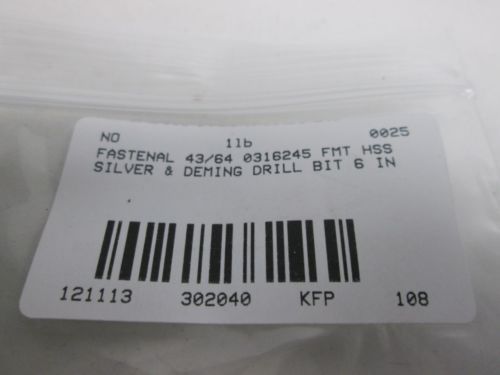 NO 1lb 0025
FASTENAL 43/64 0316245 FMT HSS
SILVER & DEMING DRILL BIT 6 IN
121113 302040 KFP 108